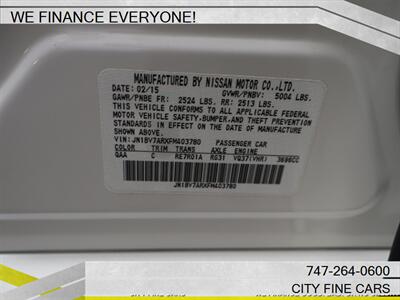 WE FINANCE EVERYONE!
MANUFACTURED BY NISSAN MOTOR CO.,LTD.
DATE: 02/15 GVWR/PNBV: 5004 LBS.
GAWR/PNBE FR: 2524 LBS. RR: 2513 LBS.
THIS VEHICLE CONFORMS TO ALL APPLICABLE FEDERAL
MOTOR VEHICLE SAFETY,BUMPER,AND THEFT PREVENTION
STANDARDS IN EFFECT ON THE DATE OF MANUFACTURE
SHOWN ABOVE.
VIN: JN1BV7ARXFM403780 PASSENGER CAR
COLOR TRIM TRANS AXLE ENGINE
QAA C RE7R01A RG31 VQ37(VHR) 3696CC
JN1BV7ARXFM403780
747-264-0600
CITY FINE CARS